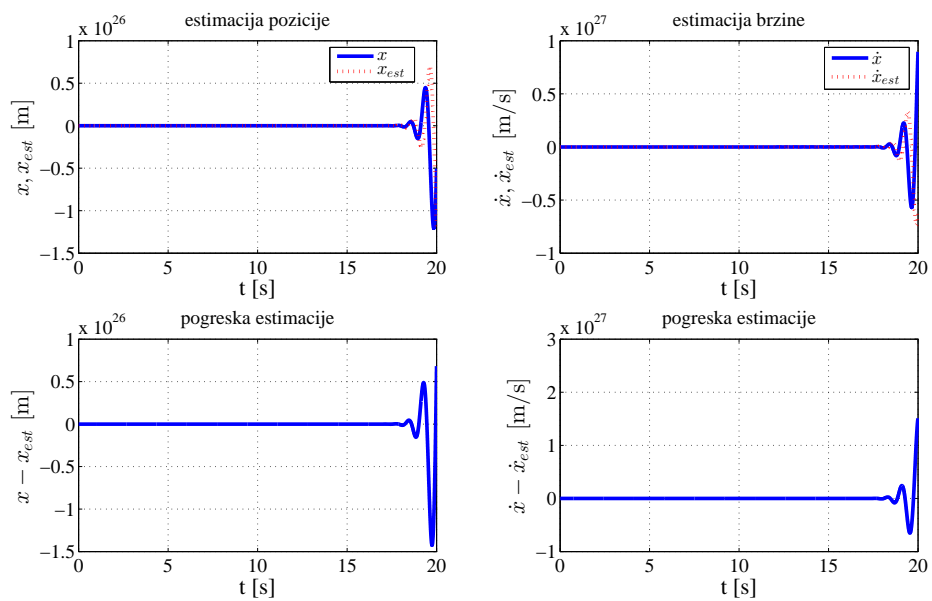 estimacija pozicije
x 10^26
x
x_est
x, x_est [m]
1
0.5
0
−0.5
−1
−1.5
0 5 10 15 20
t [s]
estimacija brzine
x 10^27
ẋ
ẋ_est
ẋ, ẋ_est [m/s]
1
0.5
0
−0.5
−1
0 5 10 15 20
t [s]
pogreska estimacije
x 10^26
x − x_est [m]
1
0.5
0
−0.5
−1
−1.5
0 5 10 15 20
t [s]
pogreska estimacije
x 10^27
ẋ − ẋ_est [m/s]
3
2
1
0
−1
0 5 10 15 20
t [s]